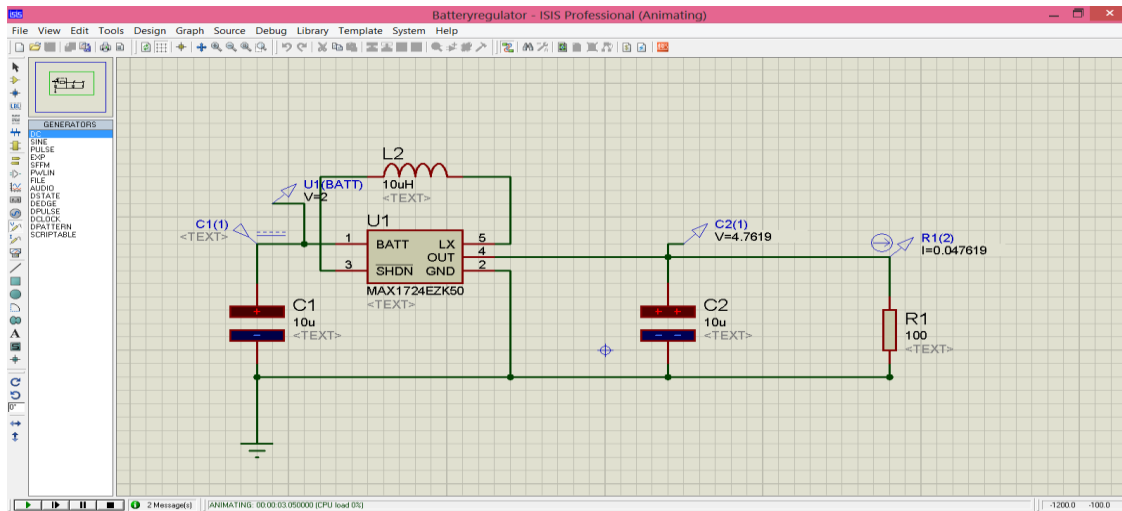 ISIS
Batteryregulator - ISIS Professional (Animating)
File View Edit Tools Design Graph Source Debug Library Template System Help
GENERATORS
DC
SINE
PULSE
EXP
SFFM
PWLIN
FILE
AUDIO
DSTATE
DEDGE
DPULSE
DCLOCK
DPATTERN
SCRIPTABLE
LBL
A
0°
L2
10uH
<TEXT>
U1(BATT)
V=2
C1(1)
<TEXT>
U1
1 BATT LX 5
OUT 4
3 SHDN GND 2
MAX1724EZK50
<TEXT>
C2(1)
V=4.7619
R1(2)
I=0.047619
C1
10u
<TEXT>
C2
10u
<TEXT>
R1
100
<TEXT>
2 Message(s) ANIMATING: 00:00:03.050000 (CPU load 0%) -1200.0 -100.0